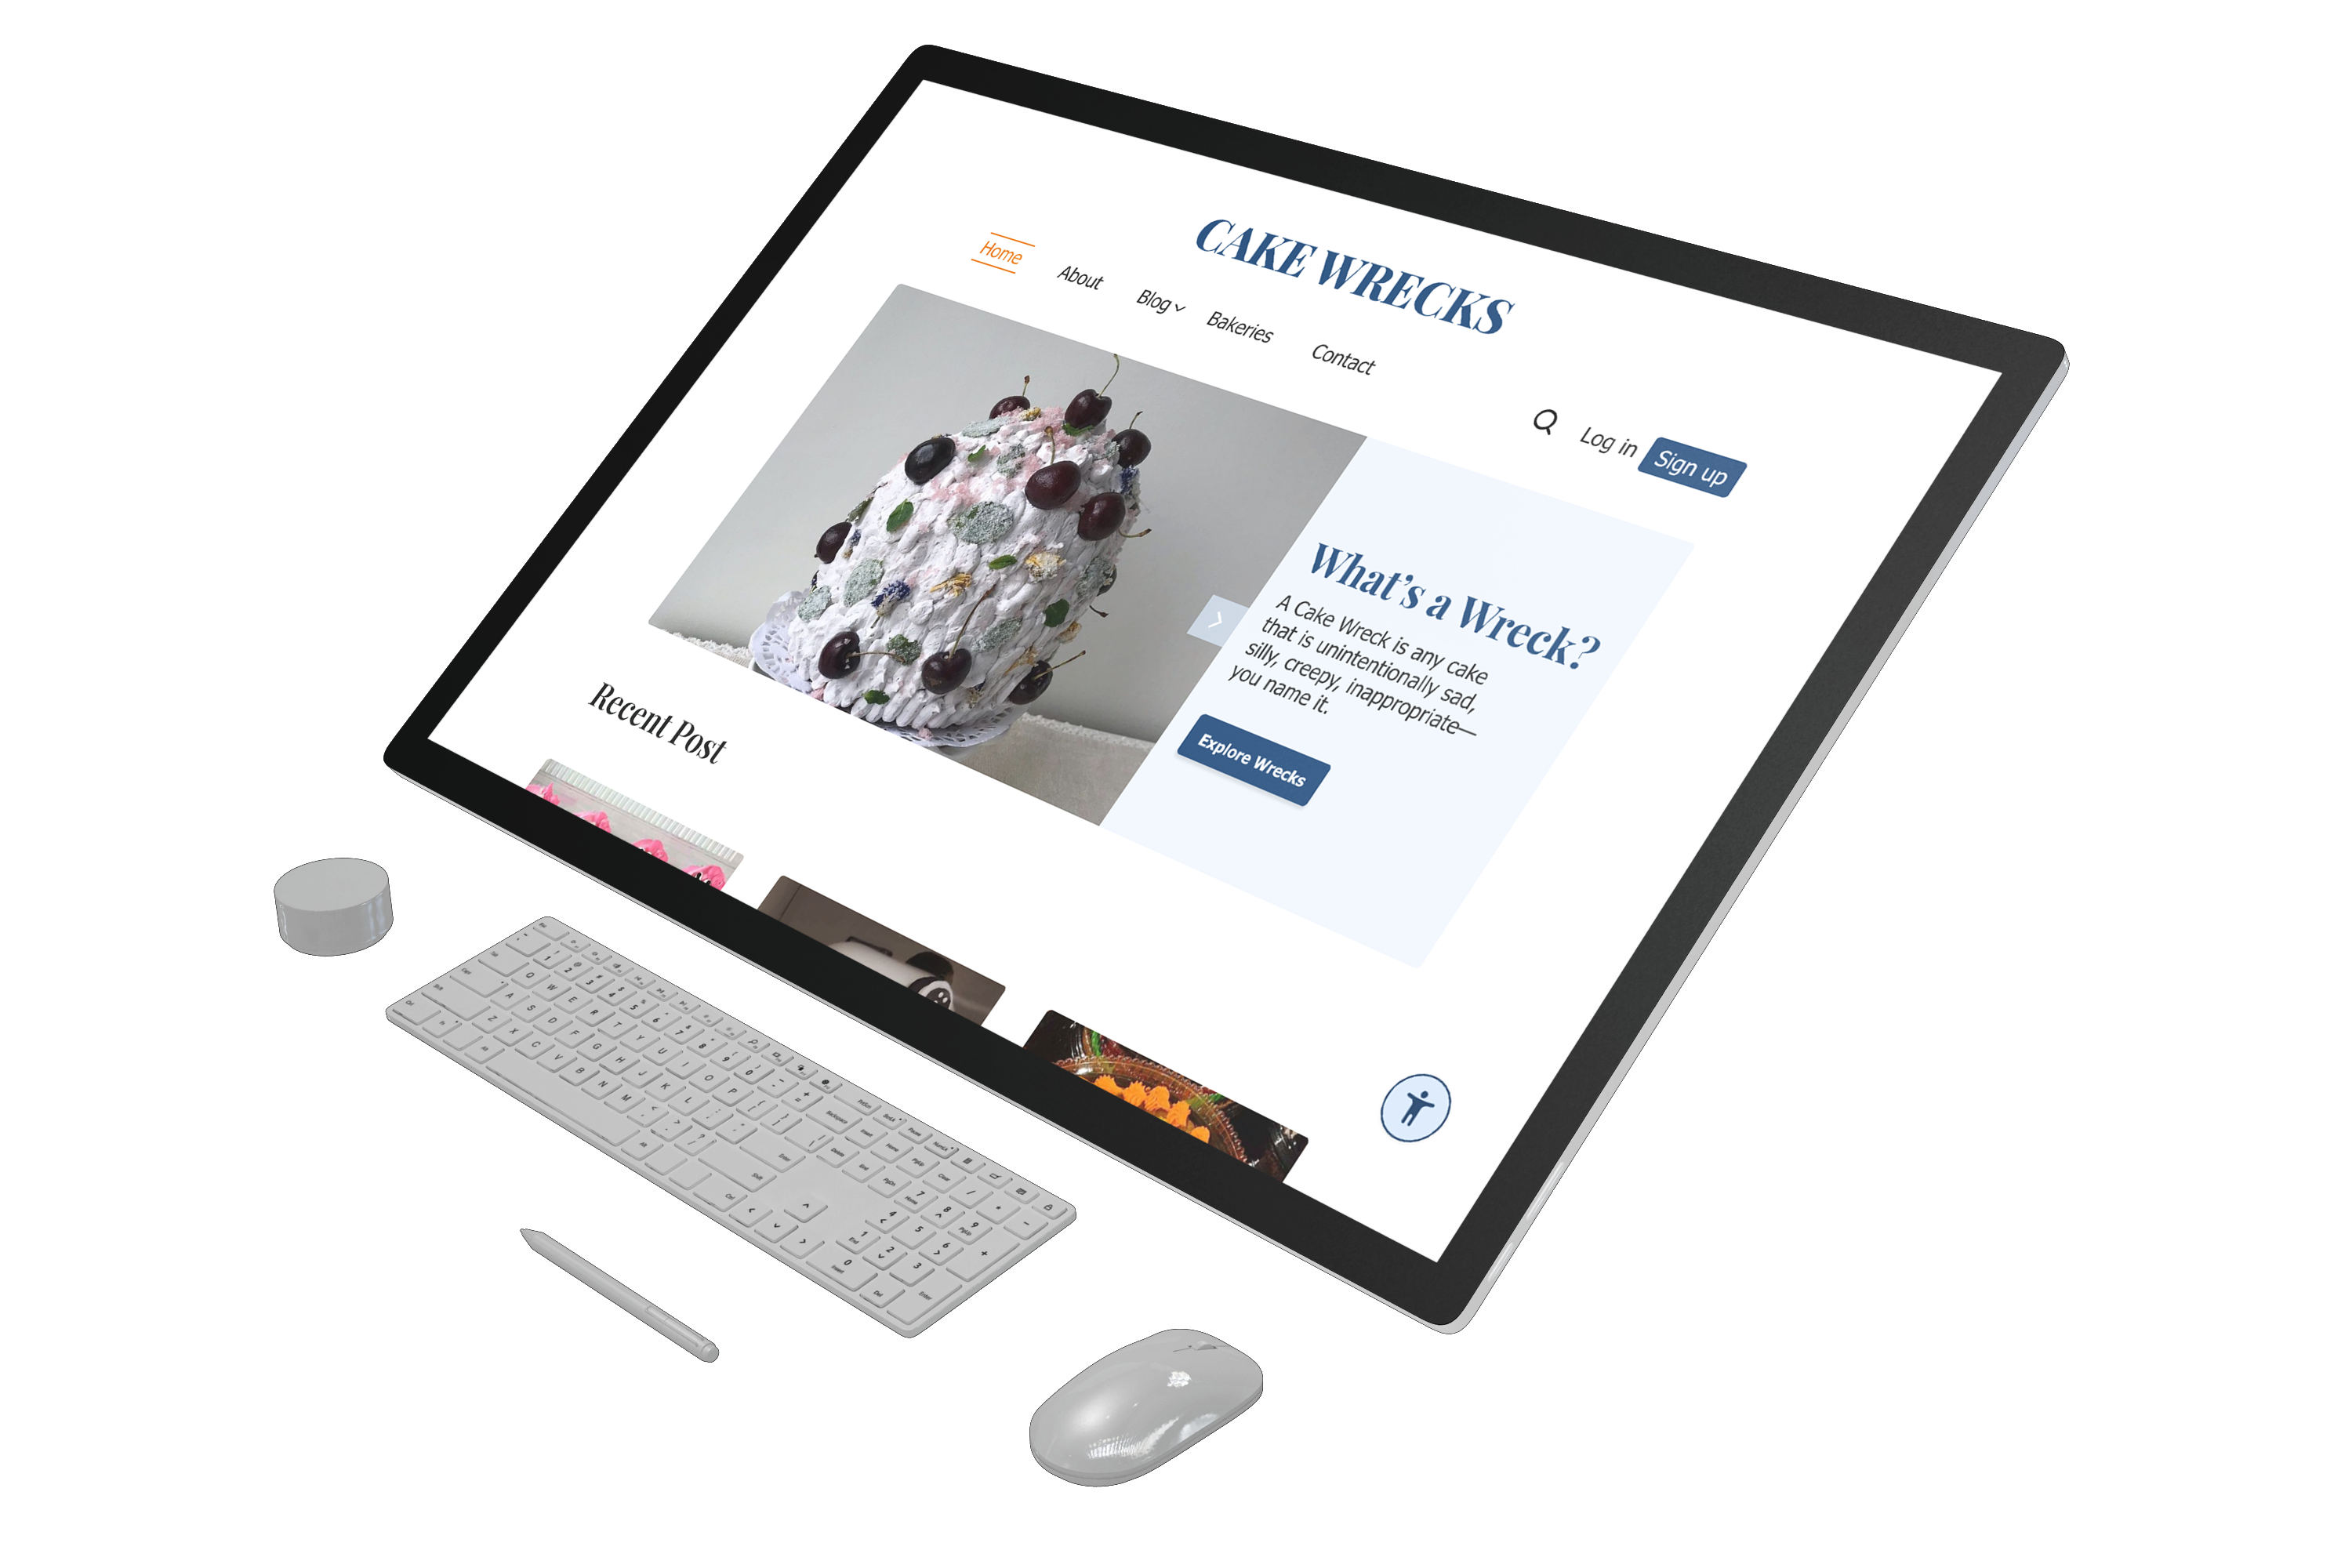 CAKE WRECKS
Home
About
Blog
Bakeries
Contact
Log in
Sign up
What's a Wreck?
A Cake Wreck is any cake
that is unintentionally sad,
silly, creepy, inappropriate—
you name it.
Explore Wrecks
Recent Post